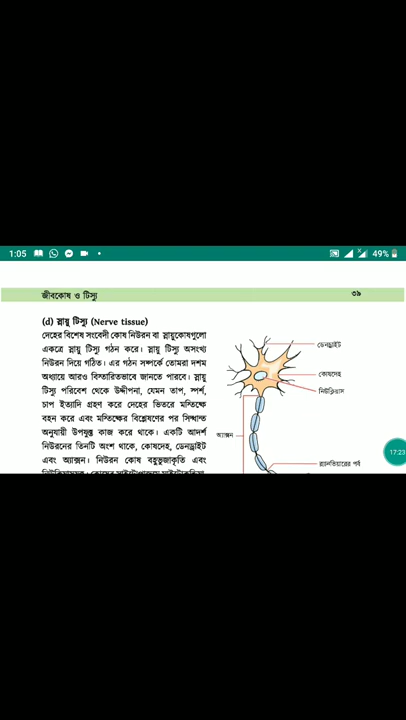 1:05
49%
জীবকোষ ও টিস্যু
৩৯
(d) স্নায়ু টিস্যু (Nerve tissue)
দেহের বিশেষ সংবেদী কোষ নিউরন বা স্নায়ুকোষগুলো
একত্রে স্নায়ু টিস্যু গঠন করে। স্নায়ু টিস্যু অসংখ্য
নিউরন দিয়ে গঠিত। এর গঠন সম্পর্কে তোমরা দশম
অধ্যায়ে আরও বিস্তারিতভাবে জানতে পারবে। স্নায়ু
টিস্যু পরিবেশ থেকে উদ্দীপনা, যেমন তাপ, স্পর্শ,
চাপ ইত্যাদি গ্রহণ করে দেহের ভিতরে মস্তিষ্কে
বহন করে এবং মস্তিষ্কের বিশ্লেষণের পর সিদ্ধান্ত
অনুযায়ী উপযুক্ত কাজ করে থাকে। একটি আদর্শ
নিউরনের তিনটি অংশ থাকে, কোষদেহ, ডেনড্রাইট
এবং অ্যাক্সন। নিউরন কোষ বহুভুজাকৃতি এবং
ডেনড্রাইট
কোষদেহ
নিউক্লিয়াস
অ্যাক্সন
র‍্যানভিয়ারের পর্ব
17:23